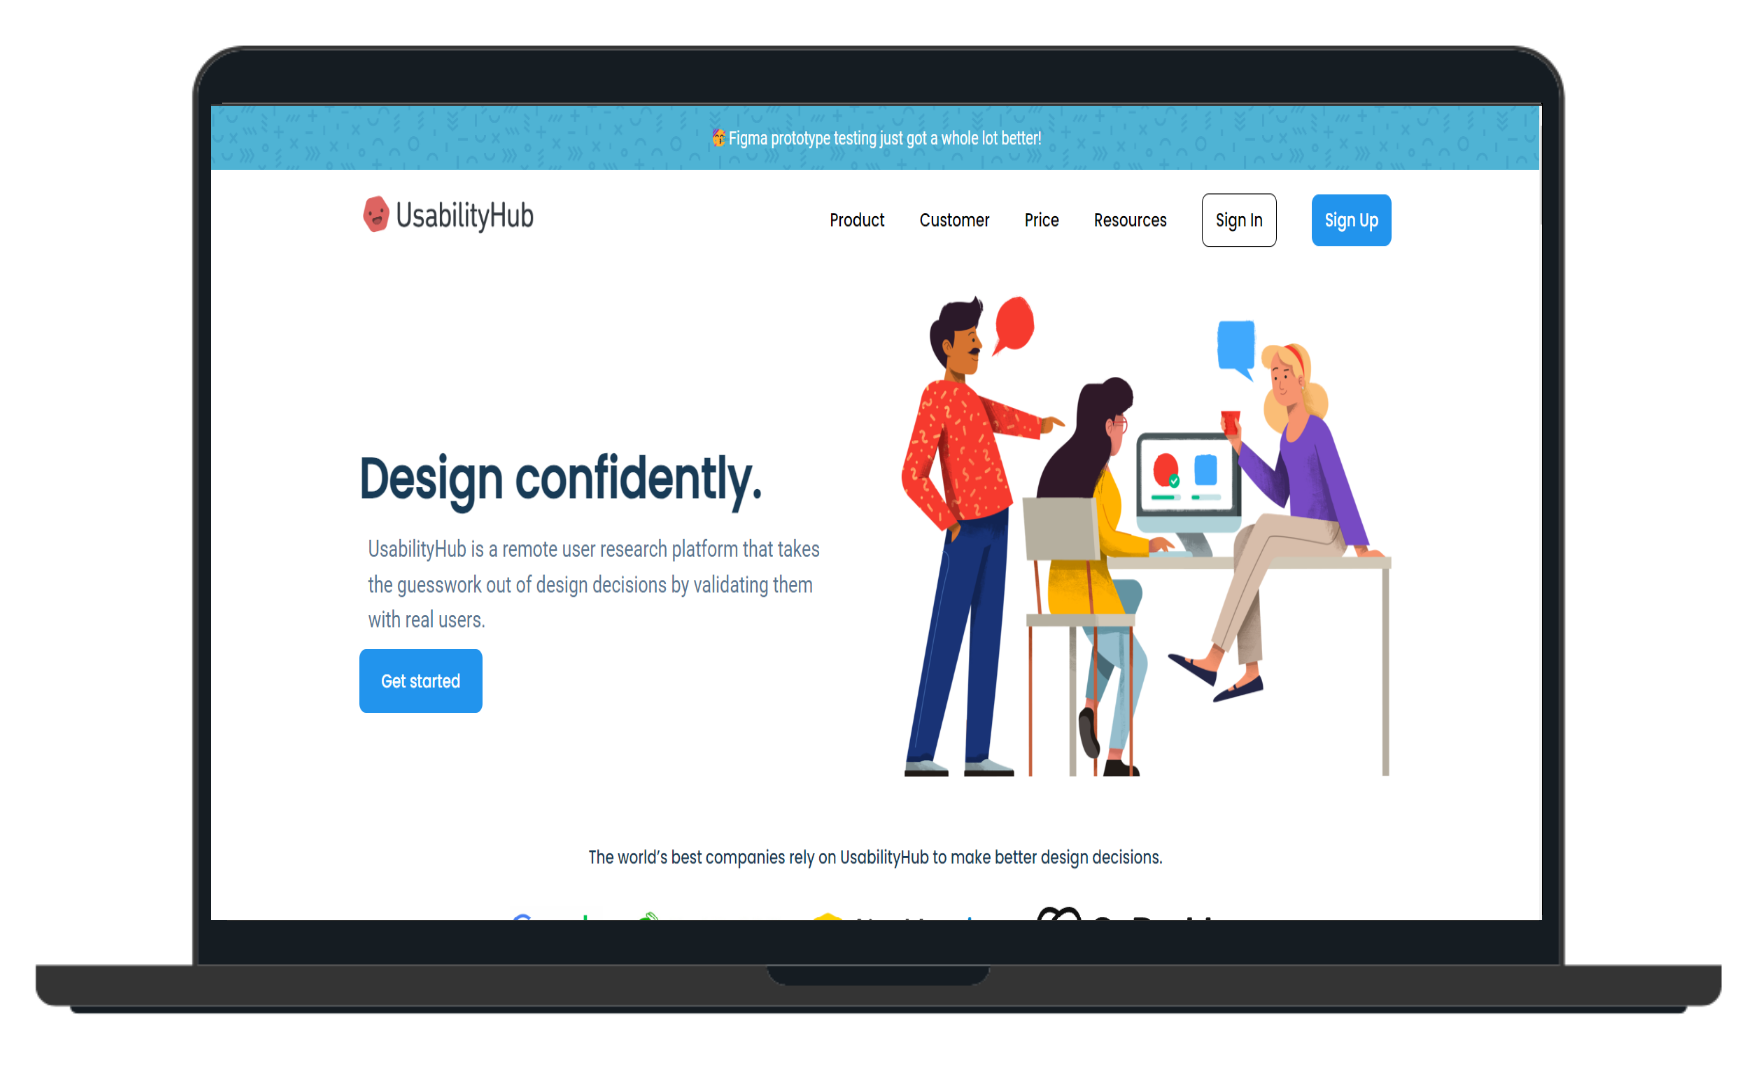 🥳 Figma prototype testing just got a whole lot better!
UsabilityHub
Product Customer Price Resources Sign In Sign Up
Design confidently.
UsabilityHub is a remote user research platform that takes
the guesswork out of design decisions by validating them
with real users.
Get started
The world's best companies rely on UsabilityHub to make better design decisions.